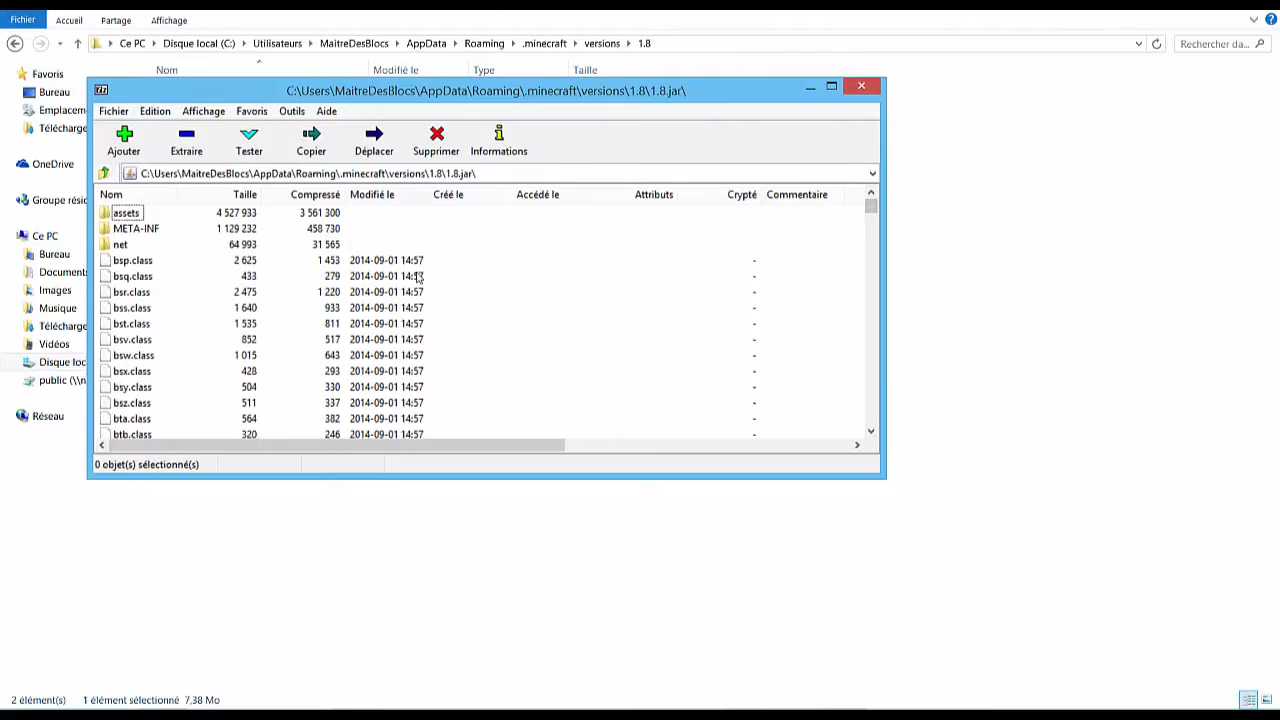 Fichier Accueil Partage Affichage
Ce PC Disque local (C:) Utilisateurs MaitreDesBlocs AppData Roaming .minecraft versions 1.8 Rechercher da...
Favoris Nom Modifié le Type Taille
Bureau
Emplacem
Télécharge
OneDrive
Groupe rési
Ce PC
Bureau
Document
Images
Musique
Télécharge
Vidéos
Disque loc
public (\\n
Réseau
C:\Users\MaitreDesBlocs\AppData\Roaming\.minecraft\versions\1.8\1.8.jar\
Fichier Edition Affichage Favoris Outils Aide
Ajouter Extraire Tester Copier Déplacer Supprimer Informations
C:\Users\MaitreDesBlocs\AppData\Roaming\.minecraft\versions\1.8\1.8.jar\
Nom Taille Compressé Modifié le Créé le Accédé le Attributs Crypté Commentaire
assets 4 527 933 3 561 300
META-INF 1 129 232 458 730
net 64 993 31 565
bsp.class 2 625 1 453 2014-09-01 14:57 -
bsq.class 433 279 2014-09-01 14:57 -
bsr.class 2 475 1 220 2014-09-01 14:57 -
bss.class 1 640 933 2014-09-01 14:57 -
bst.class 1 535 811 2014-09-01 14:57 -
bsv.class 852 517 2014-09-01 14:57 -
bsw.class 1 015 643 2014-09-01 14:57 -
bsx.class 428 293 2014-09-01 14:57 -
bsy.class 504 330 2014-09-01 14:57 -
bsz.class 511 337 2014-09-01 14:57 -
bta.class 564 382 2014-09-01 14:57 -
btb.class 320 246 2014-09-01 14:57 -
0 objet(s) sélectionné(s)
2 élément(s) 1 élément sélectionné 7,38 Mo